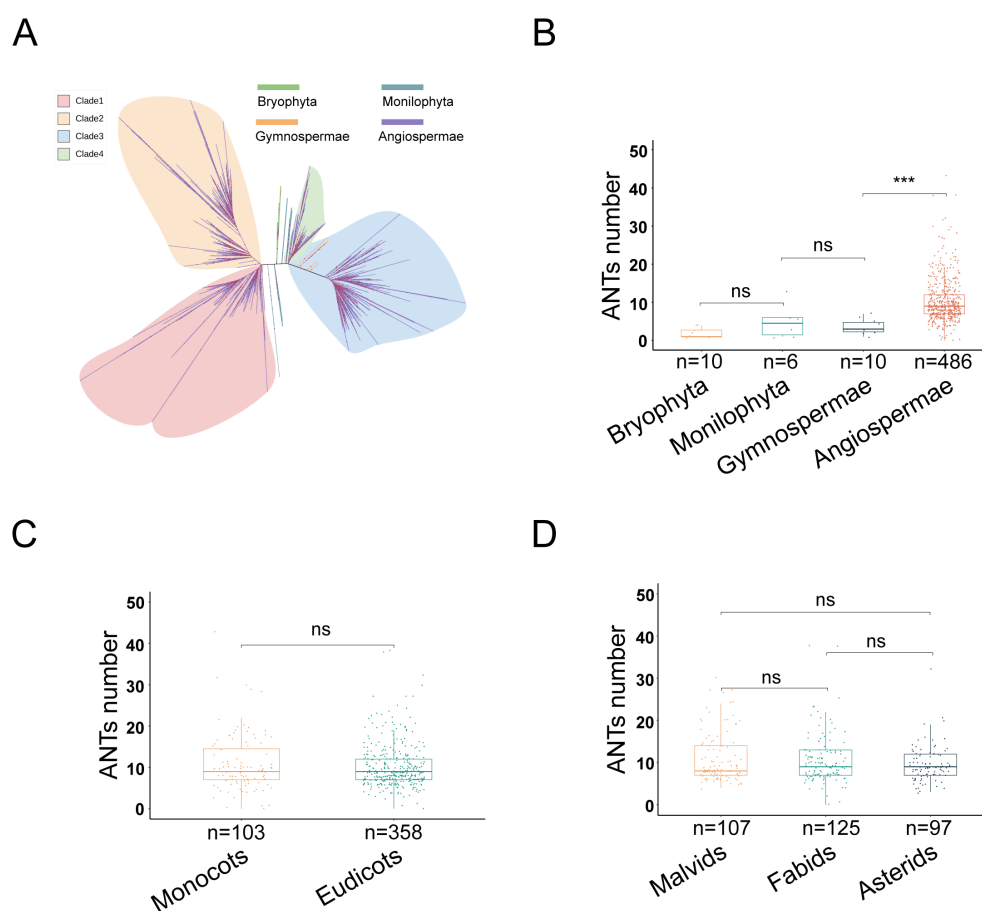 A
Clade1
Clade2
Clade3
Clade4
Bryophyta
Monilophyta
Gymnospermae
Angiospermae
B
ANTs number
50
40
30
20
10
0
ns
ns
***
n=10
n=6
n=10
n=486
Bryophyta
Monilophyta
Gymnospermae
Angiospermae
C
ANTs number
50
40
30
20
10
0
ns
n=103
n=358
Monocots
Eudicots
D
ANTs number
50
40
30
20
10
0
ns
ns
ns
n=107
n=125
n=97
Malvids
Fabids
Asterids